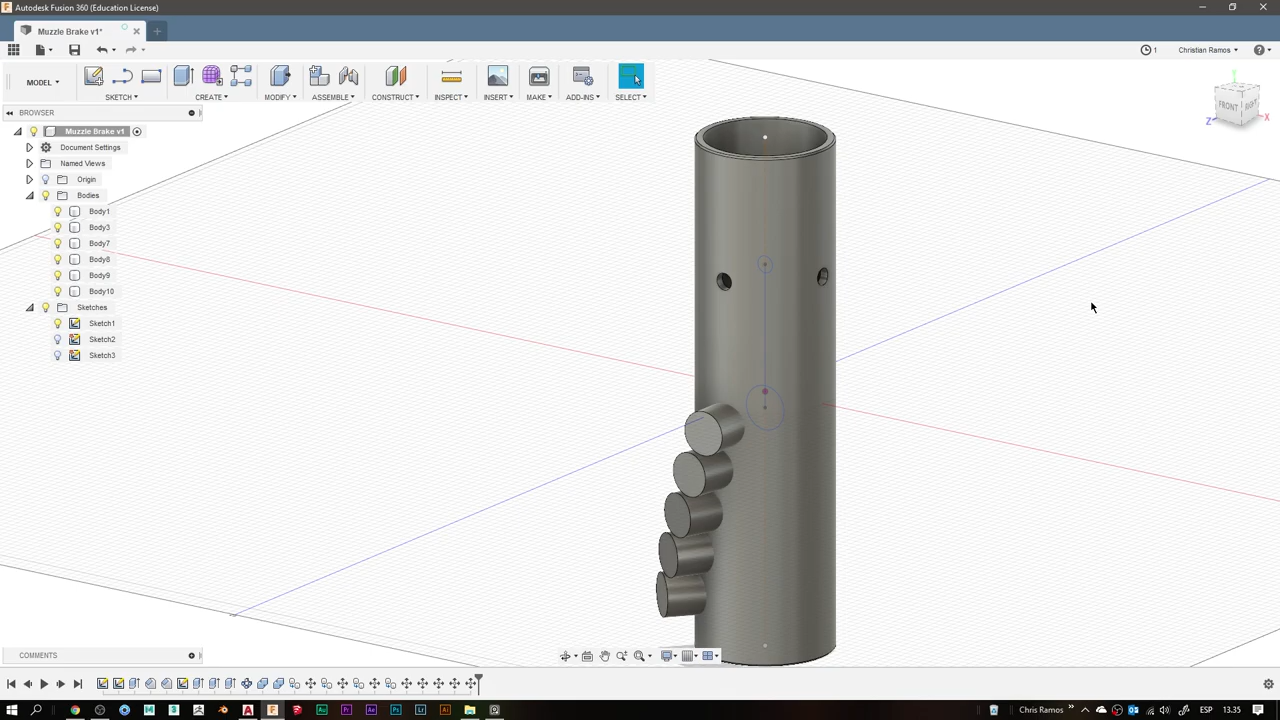 Autodesk Fusion 360 (Education License)
Muzzle Brake v1*
1 Christian Ramos
MODEL
SKETCH CREATE MODIFY ASSEMBLE CONSTRUCT INSPECT INSERT MAKE ADD-INS SELECT
BROWSER
FRONT RIGHT
Y
Z X
Muzzle Brake v1
Document Settings
Named Views
Origin
Bodies
Body1
Body3
Body7
Body8
Body9
Body10
Sketches
Sketch1
Sketch2
Sketch3
COMMENTS
Chris Ramos ESP 13.35